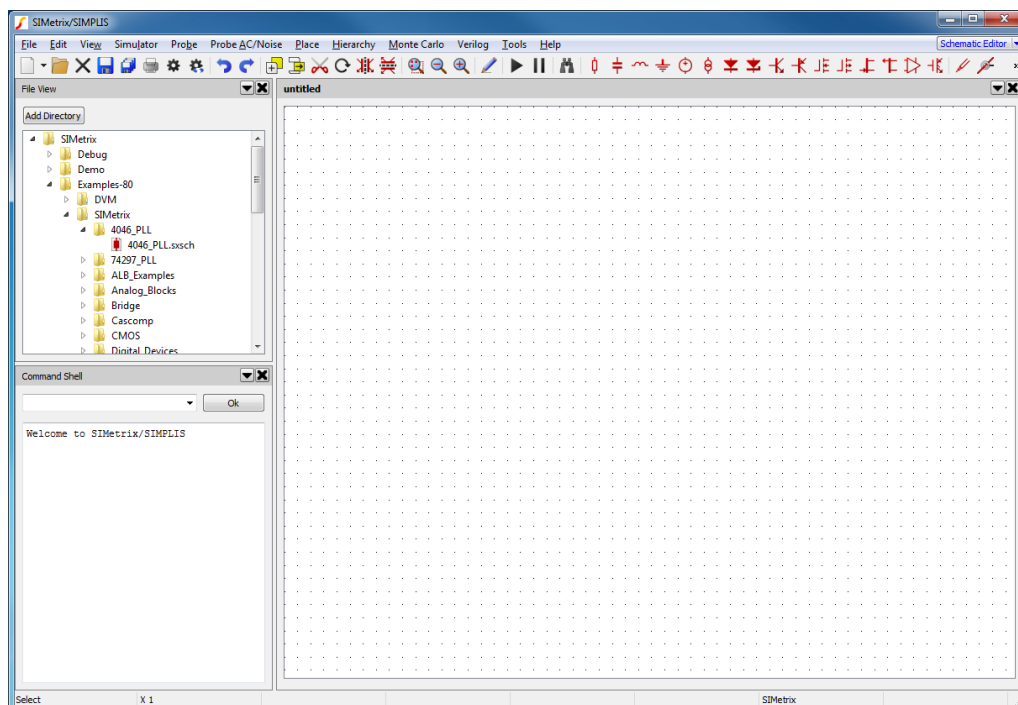 SIMetrix/SIMPLIS
File Edit View Simulator Probe Probe AC/Noise Place Hierarchy Monte Carlo Verilog Tools Help Schematic Editor
File View
untitled
Add Directory
SIMetrix
Debug
Demo
Examples-80
DVM
SIMetrix
4046_PLL
4046_PLL.sxsch
74297_PLL
ALB_Examples
Analog_Blocks
Bridge
Cascomp
CMOS
Digital_Devices
Command Shell
Ok
Welcome to SIMetrix/SIMPLIS
Select X 1 SIMetrix